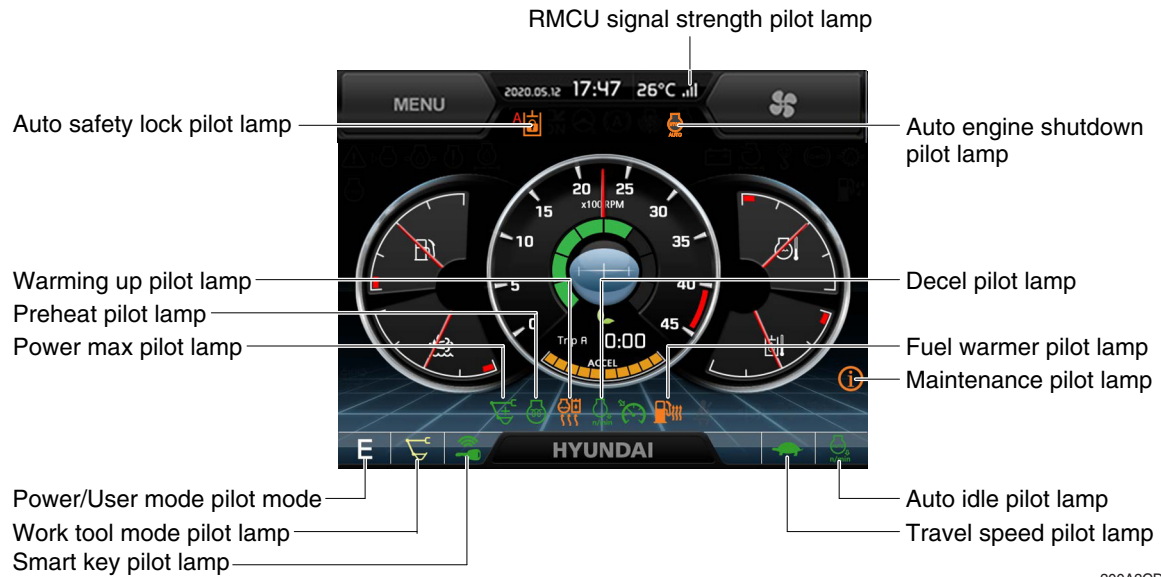 RMCU signal strength pilot lamp
MENU
2020.05.12 17:47 26°C
Auto safety lock pilot lamp
A
AUTO
Auto engine shutdown
pilot lamp
20 25
x100RPM
15 30
10 35
5 40
0 45
Trip A 0:00
ACCEL
Warming up pilot lamp
Preheat pilot lamp
Power max pilot lamp
Decel pilot lamp
Fuel warmer pilot lamp
Maintenance pilot lamp
n/min
E
HYUNDAI
n/min
Power/User mode pilot mode
Work tool mode pilot lamp
Smart key pilot lamp
Auto idle pilot lamp
Travel speed pilot lamp